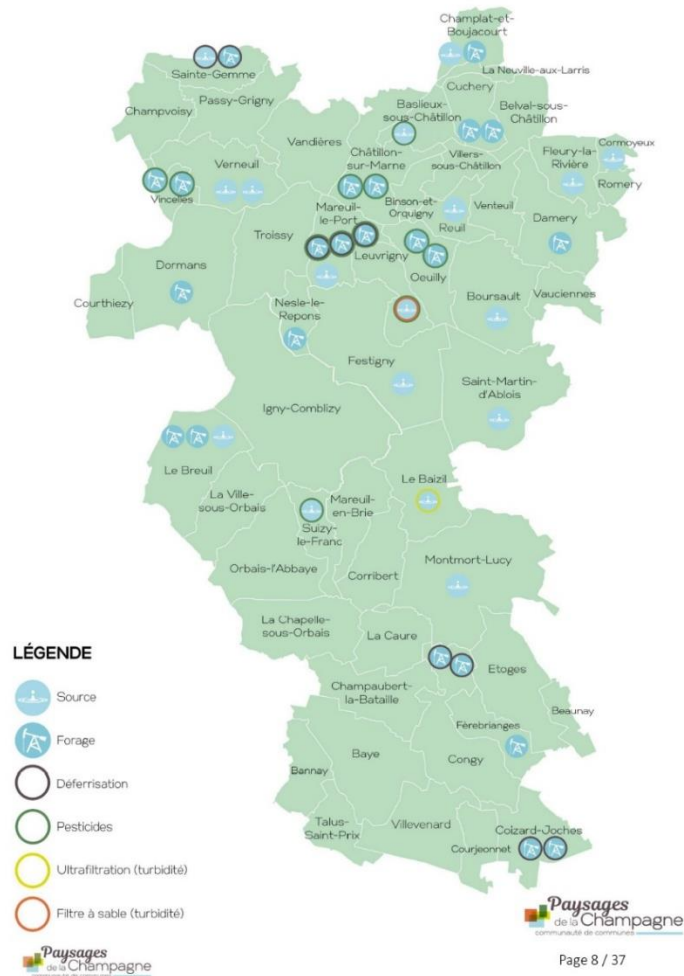 Champlat-et-
Boujacourt
La Neuville-aux-Larris
Sainte-Gemme
Passy-Grigny
Champvoisy
Cuchery
Baslieux-
sous-Châtillon
Belval-sous-
Châtillon
Vandières
Châtillon-
sur-Marne
Villers-
sous-Châtillon
Fleury-la-
Rivière
Cormoyeux
Romery
Verneuil
Vincelles
Mareuil-
le-Port
Binson-et-
Orquigny
Reuil
Venteuil
Damery
Troissy
Leuvrigny
Oeuilly
Dormans
Courthiezy
Nesle-le-
Repons
Boursault
Vauciennes
Festigny
Saint-Martin-
d'Ablois
Igny-Comblizy
Le Breuil
La Ville-
sous-Orbais
Mareuil-
en-Brie
Le Baizil
Suizy-
le-Franc
Orbais-l'Abbaye
Corribert
Montmort-Lucy
La Chapelle-
sous-Orbais
La Caure
Etoges
Champaubert-
la-Bataille
Beaunay
Fèrebrianges
Baye
Congy
Bannay
Talus-
Saint-Prix
Villevenard
Coizard-Joches
Courjeonnet
LÉGENDE
Source
Forage
Déferrisation
Pesticides
Ultrafiltration (turbidité)
Filtre à sable (turbidité)
Paysages
de la Champagne
communauté de communes
Page 8 / 37
Paysages
de la Champagne